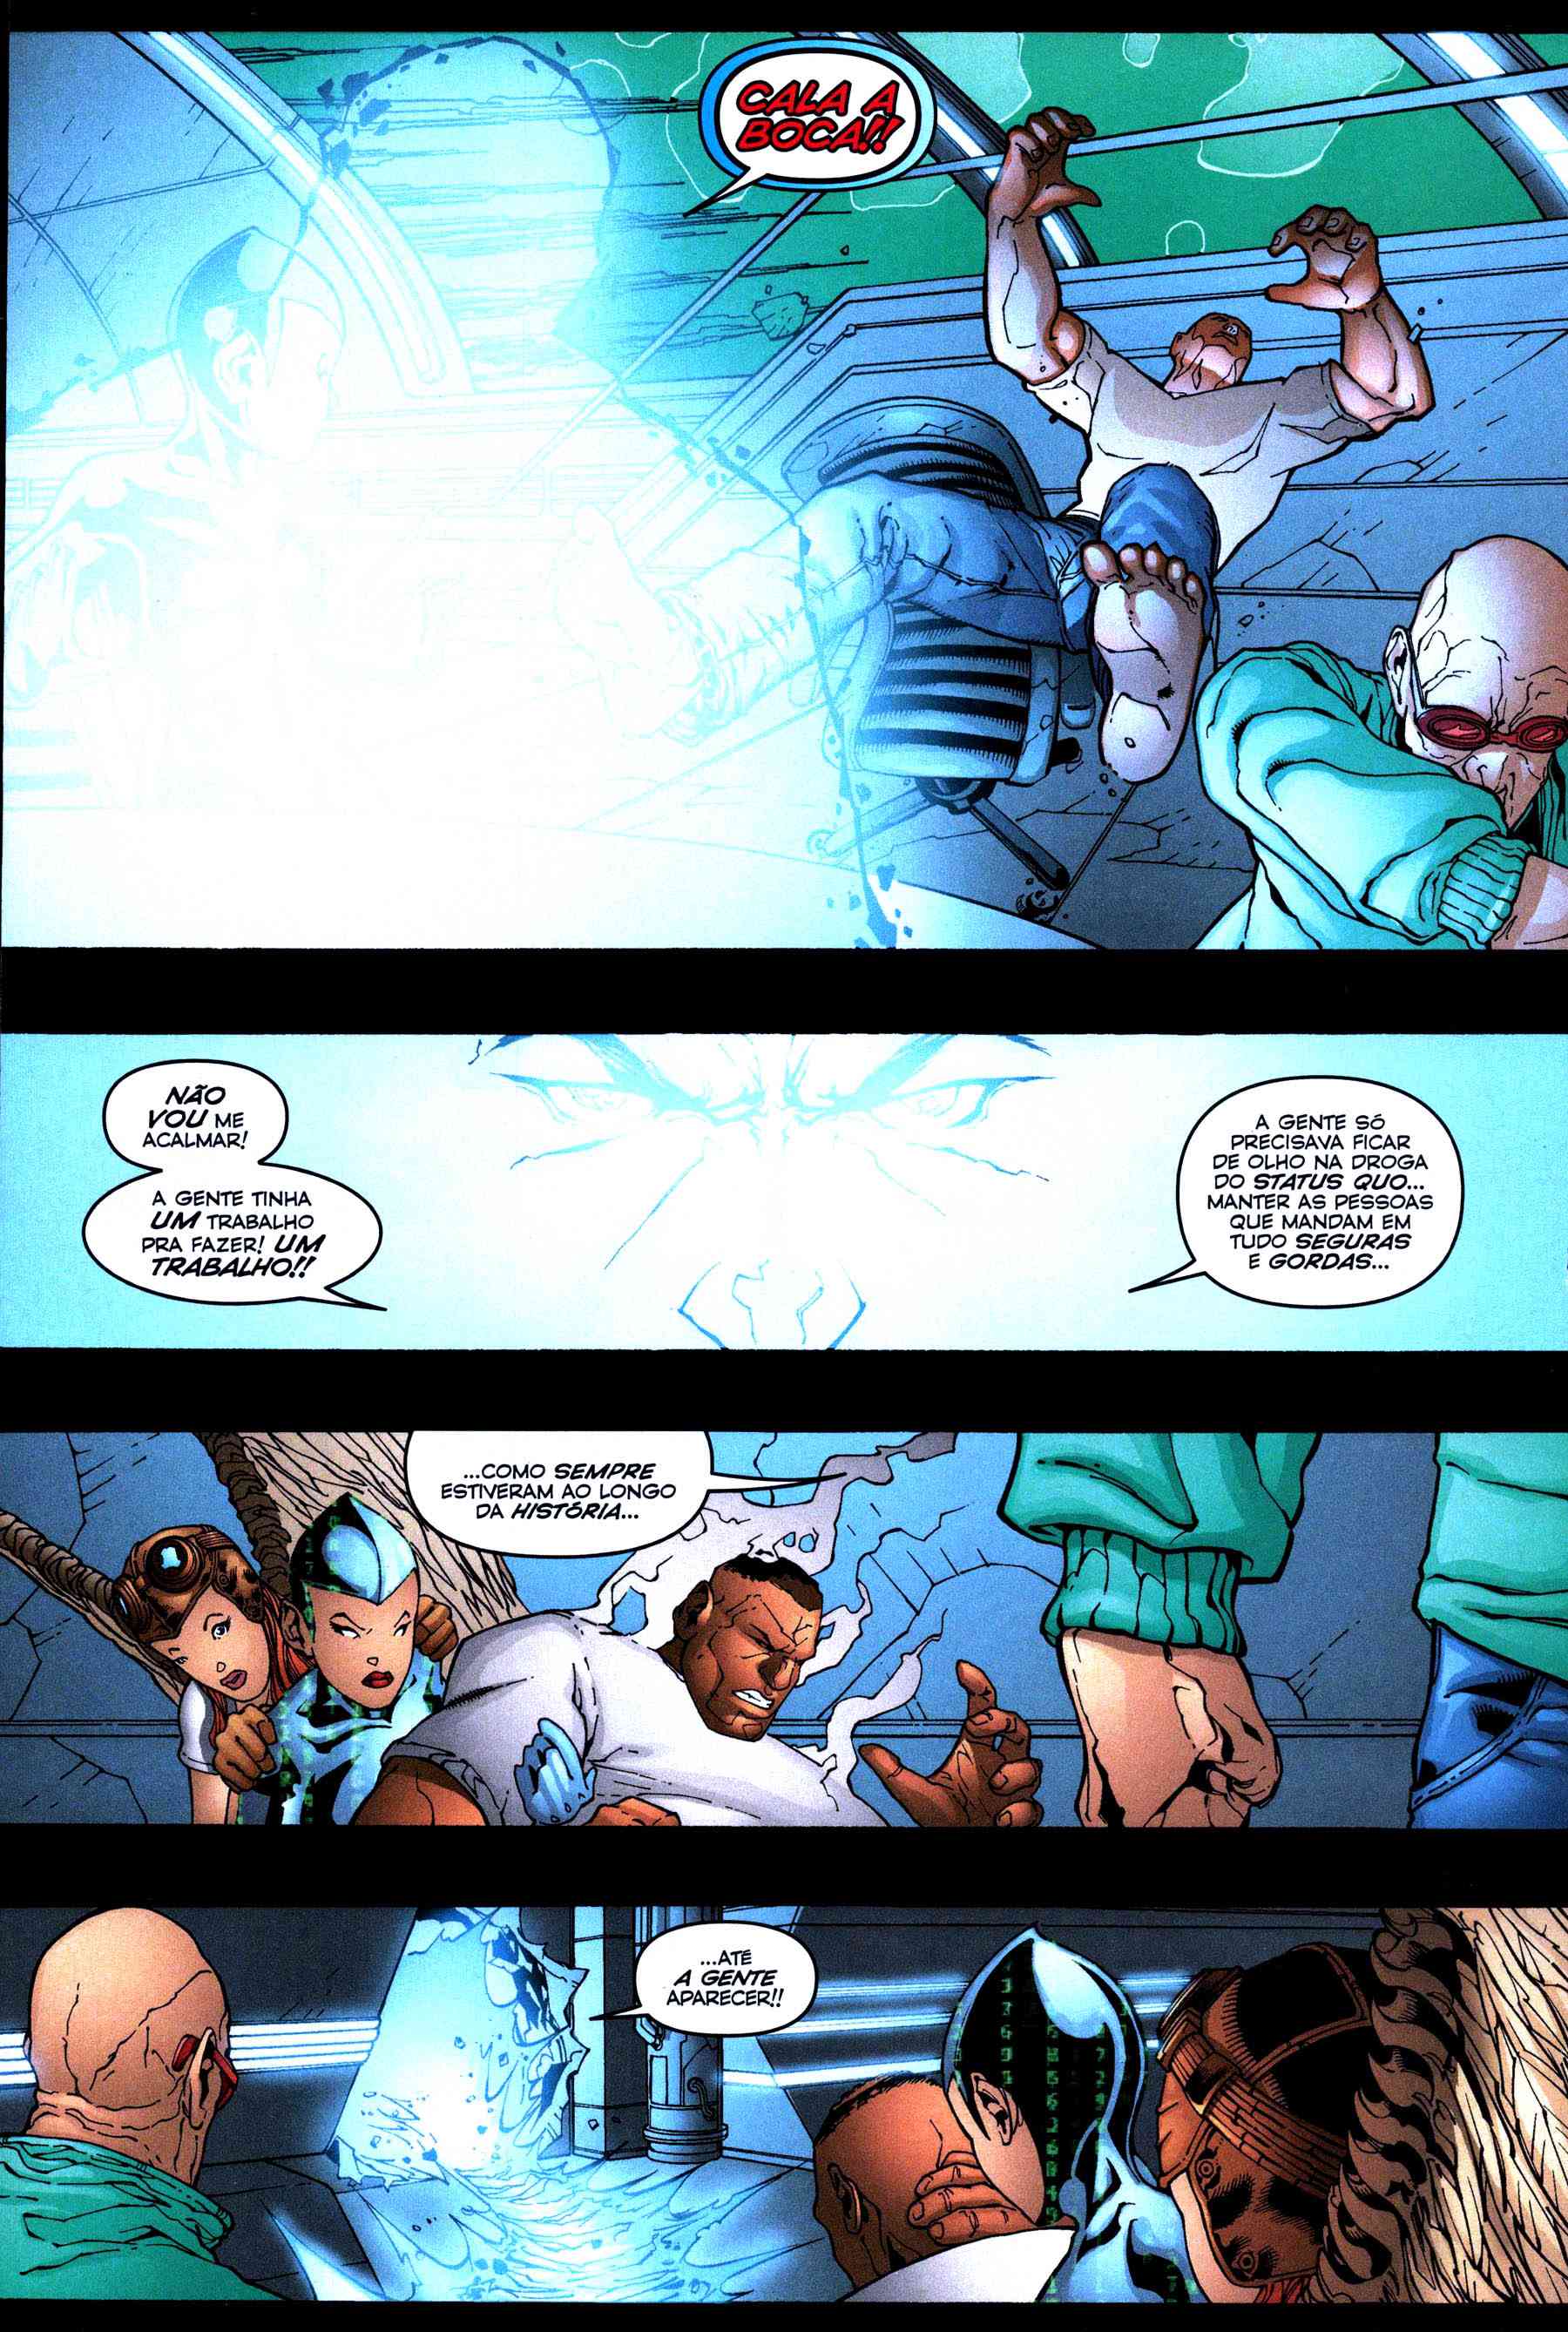 CALA A
BOCA!!
NÃO
VOU ME
ACALMAR!
A GENTE TINHA
UM TRABALHO
PRA FAZER! UM
TRABALHO!!
A GENTE SÓ
PRECISAVA FICAR
DE OLHO NA DROGA
DO STATUS QUO...
MANTER AS PESSOAS
QUE MANDAM EM
TUDO SEGURAS
E GORDAS...
...COMO SEMPRE
ESTIVERAM AO LONGO
DA HISTÓRIA...
...ATÉ
A GENTE
APARECER!!